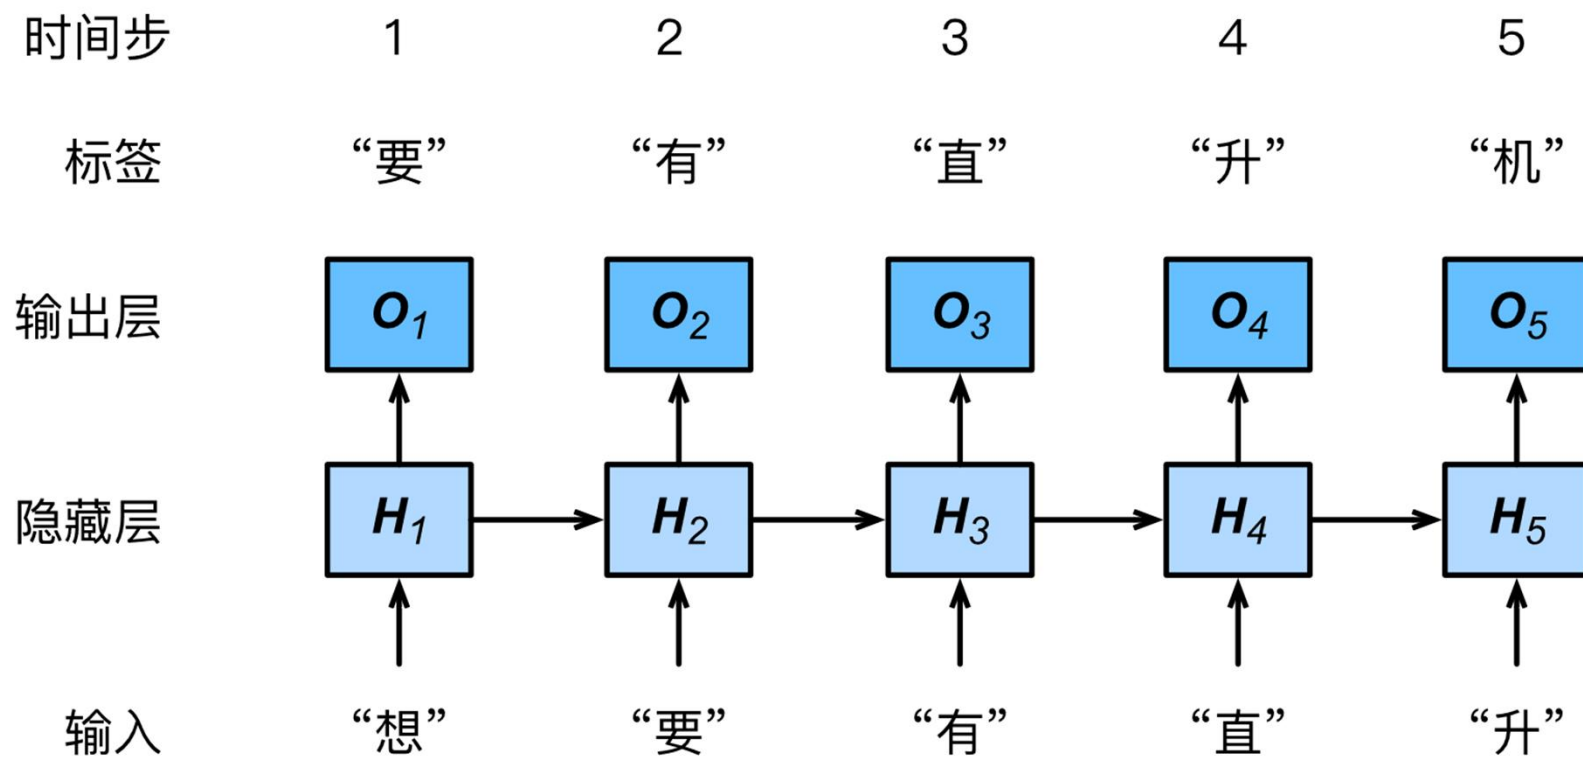 时间步 1 2 3 4 5
标签 “要” “有” “直” “升” “机”
输出层 O1 O2 O3 O4 O5
隐藏层 H1 H2 H3 H4 H5
输入 “想” “要” “有” “直” “升”